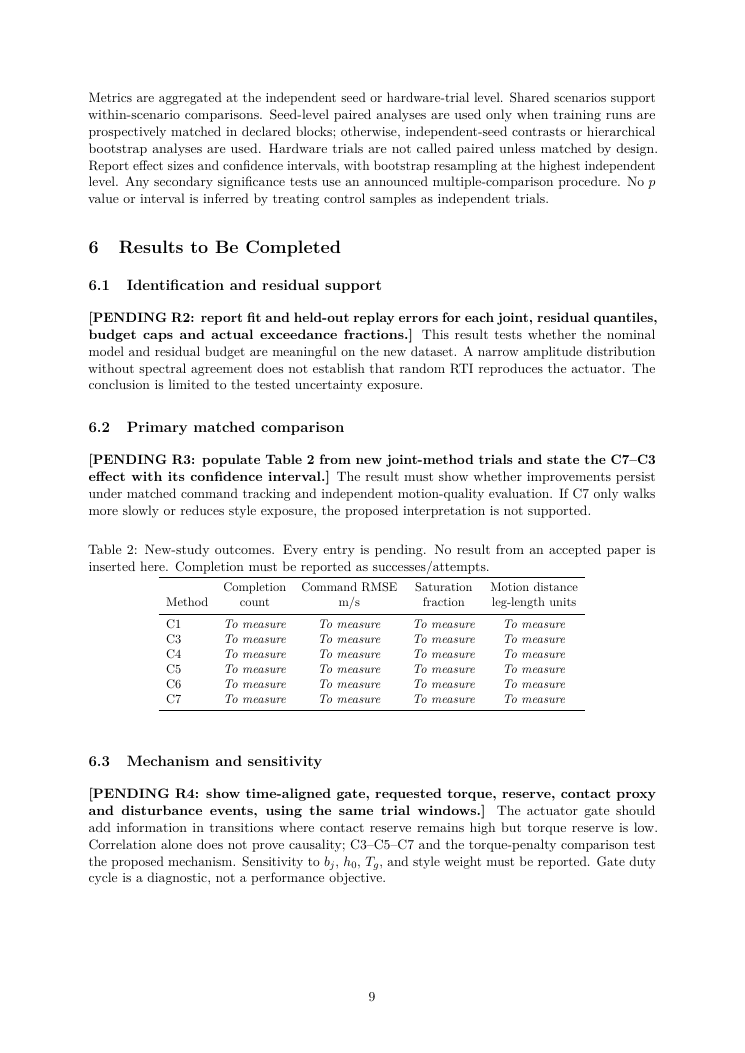 Metrics are aggregated at the independent seed or hardware-trial level. Shared scenarios support
within-scenario comparisons. Seed-level paired analyses are used only when training runs are
prospectively matched in declared blocks; otherwise, independent-seed contrasts or hierarchical
bootstrap analyses are used. Hardware trials are not called paired unless matched by design.
Report effect sizes and confidence intervals, with bootstrap resampling at the highest independent
level. Any secondary significance tests use an announced multiple-comparison procedure. No p
value or interval is inferred by treating control samples as independent trials.
6 Results to Be Completed
6.1 Identification and residual support
[PENDING R2: report fit and held-out replay errors for each joint, residual quantiles,
budget caps and actual exceedance fractions.] This result tests whether the nominal
model and residual budget are meaningful on the new dataset. A narrow amplitude distribution
without spectral agreement does not establish that random RTI reproduces the actuator. The
conclusion is limited to the tested uncertainty exposure.
6.2 Primary matched comparison
[PENDING R3: populate Table 2 from new joint-method trials and state the C7–C3
effect with its confidence interval.] The result must show whether improvements persist
under matched command tracking and independent motion-quality evaluation. If C7 only walks
more slowly or reduces style exposure, the proposed interpretation is not supported.
Table 2: New-study outcomes. Every entry is pending. No result from an accepted paper is
inserted here. Completion must be reported as successes/attempts.
Completion Command RMSE Saturation Motion distance
Method count m/s fraction leg-length units
C1 To measure To measure To measure To measure
C3 To measure To measure To measure To measure
C4 To measure To measure To measure To measure
C5 To measure To measure To measure To measure
C6 To measure To measure To measure To measure
C7 To measure To measure To measure To measure
6.3 Mechanism and sensitivity
[PENDING R4: show time-aligned gate, requested torque, reserve, contact proxy
and disturbance events, using the same trial windows.] The actuator gate should
add information in transitions where contact reserve remains high but torque reserve is low.
Correlation alone does not prove causality; C3–C5–C7 and the torque-penalty comparison test
the proposed mechanism. Sensitivity to b_j, h_0, T_g, and style weight must be reported. Gate duty
cycle is a diagnostic, not a performance objective.
9